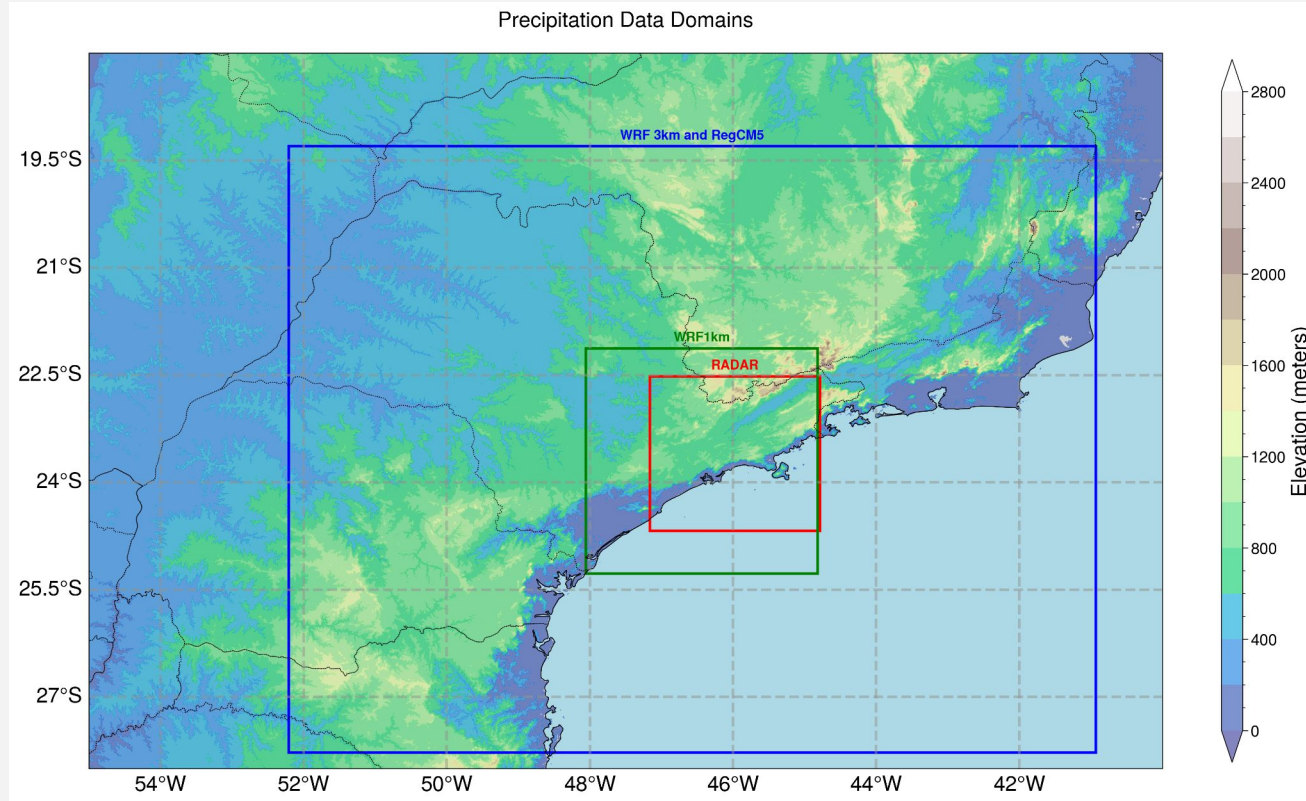 Precipitation Data Domains
WRF 3km and RegCM5
WRF1km
RADAR
19.5°S
21°S
22.5°S
24°S
25.5°S
27°S
54°W 52°W 50°W 48°W 46°W 44°W 42°W
2800
2400
2000
1600
1200
800
400
0
Elevation (meters)